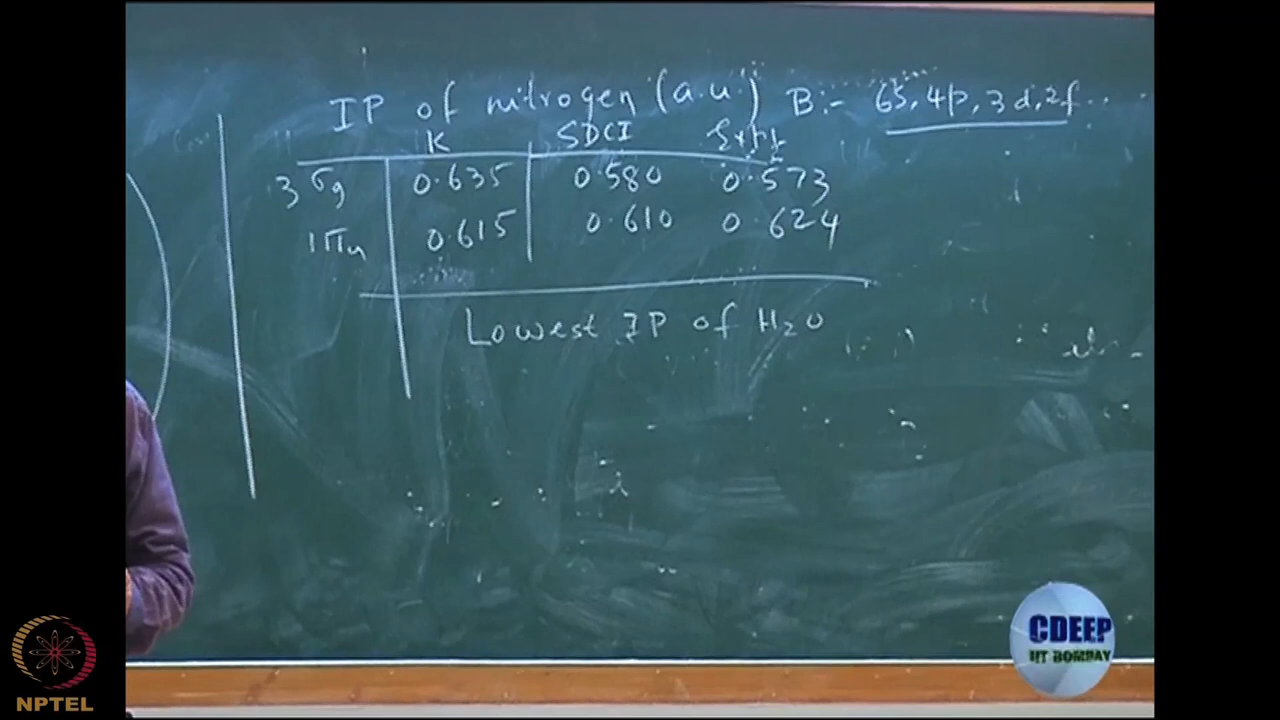 IP of nitrogen (a.u.) B:- 6s, 4p, 3d, 2f
K SDCI Expt
3σg 0.635 0.580 0.573
1πu 0.615 0.610 0.624
Lowest IP of H2O
CDEEP
IIT BOMBAY
NPTEL